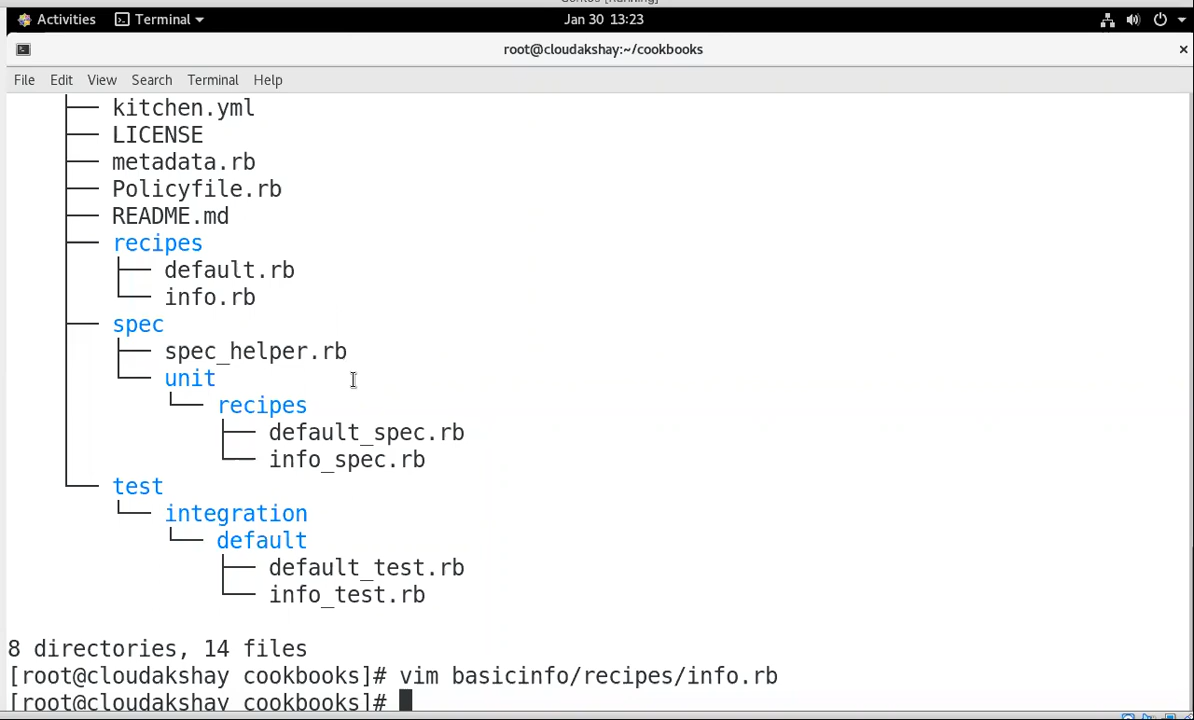 Activities Terminal Jan 30 13:23
root@cloudakshay:~/cookbooks ×
File Edit View Search Terminal Help
├── kitchen.yml
├── LICENSE
├── metadata.rb
├── Policyfile.rb
├── README.md
├── recipes
│   ├── default.rb
│   └── info.rb
├── spec
│   ├── spec_helper.rb
│   └── unit
│       └── recipes
│           ├── default_spec.rb
│           └── info_spec.rb
└── test
    └── integration
        └── default
            ├── default_test.rb
            └── info_test.rb
8 directories, 14 files
[root@cloudakshay cookbooks]# vim basicinfo/recipes/info.rb
[root@cloudakshay cookbooks]#